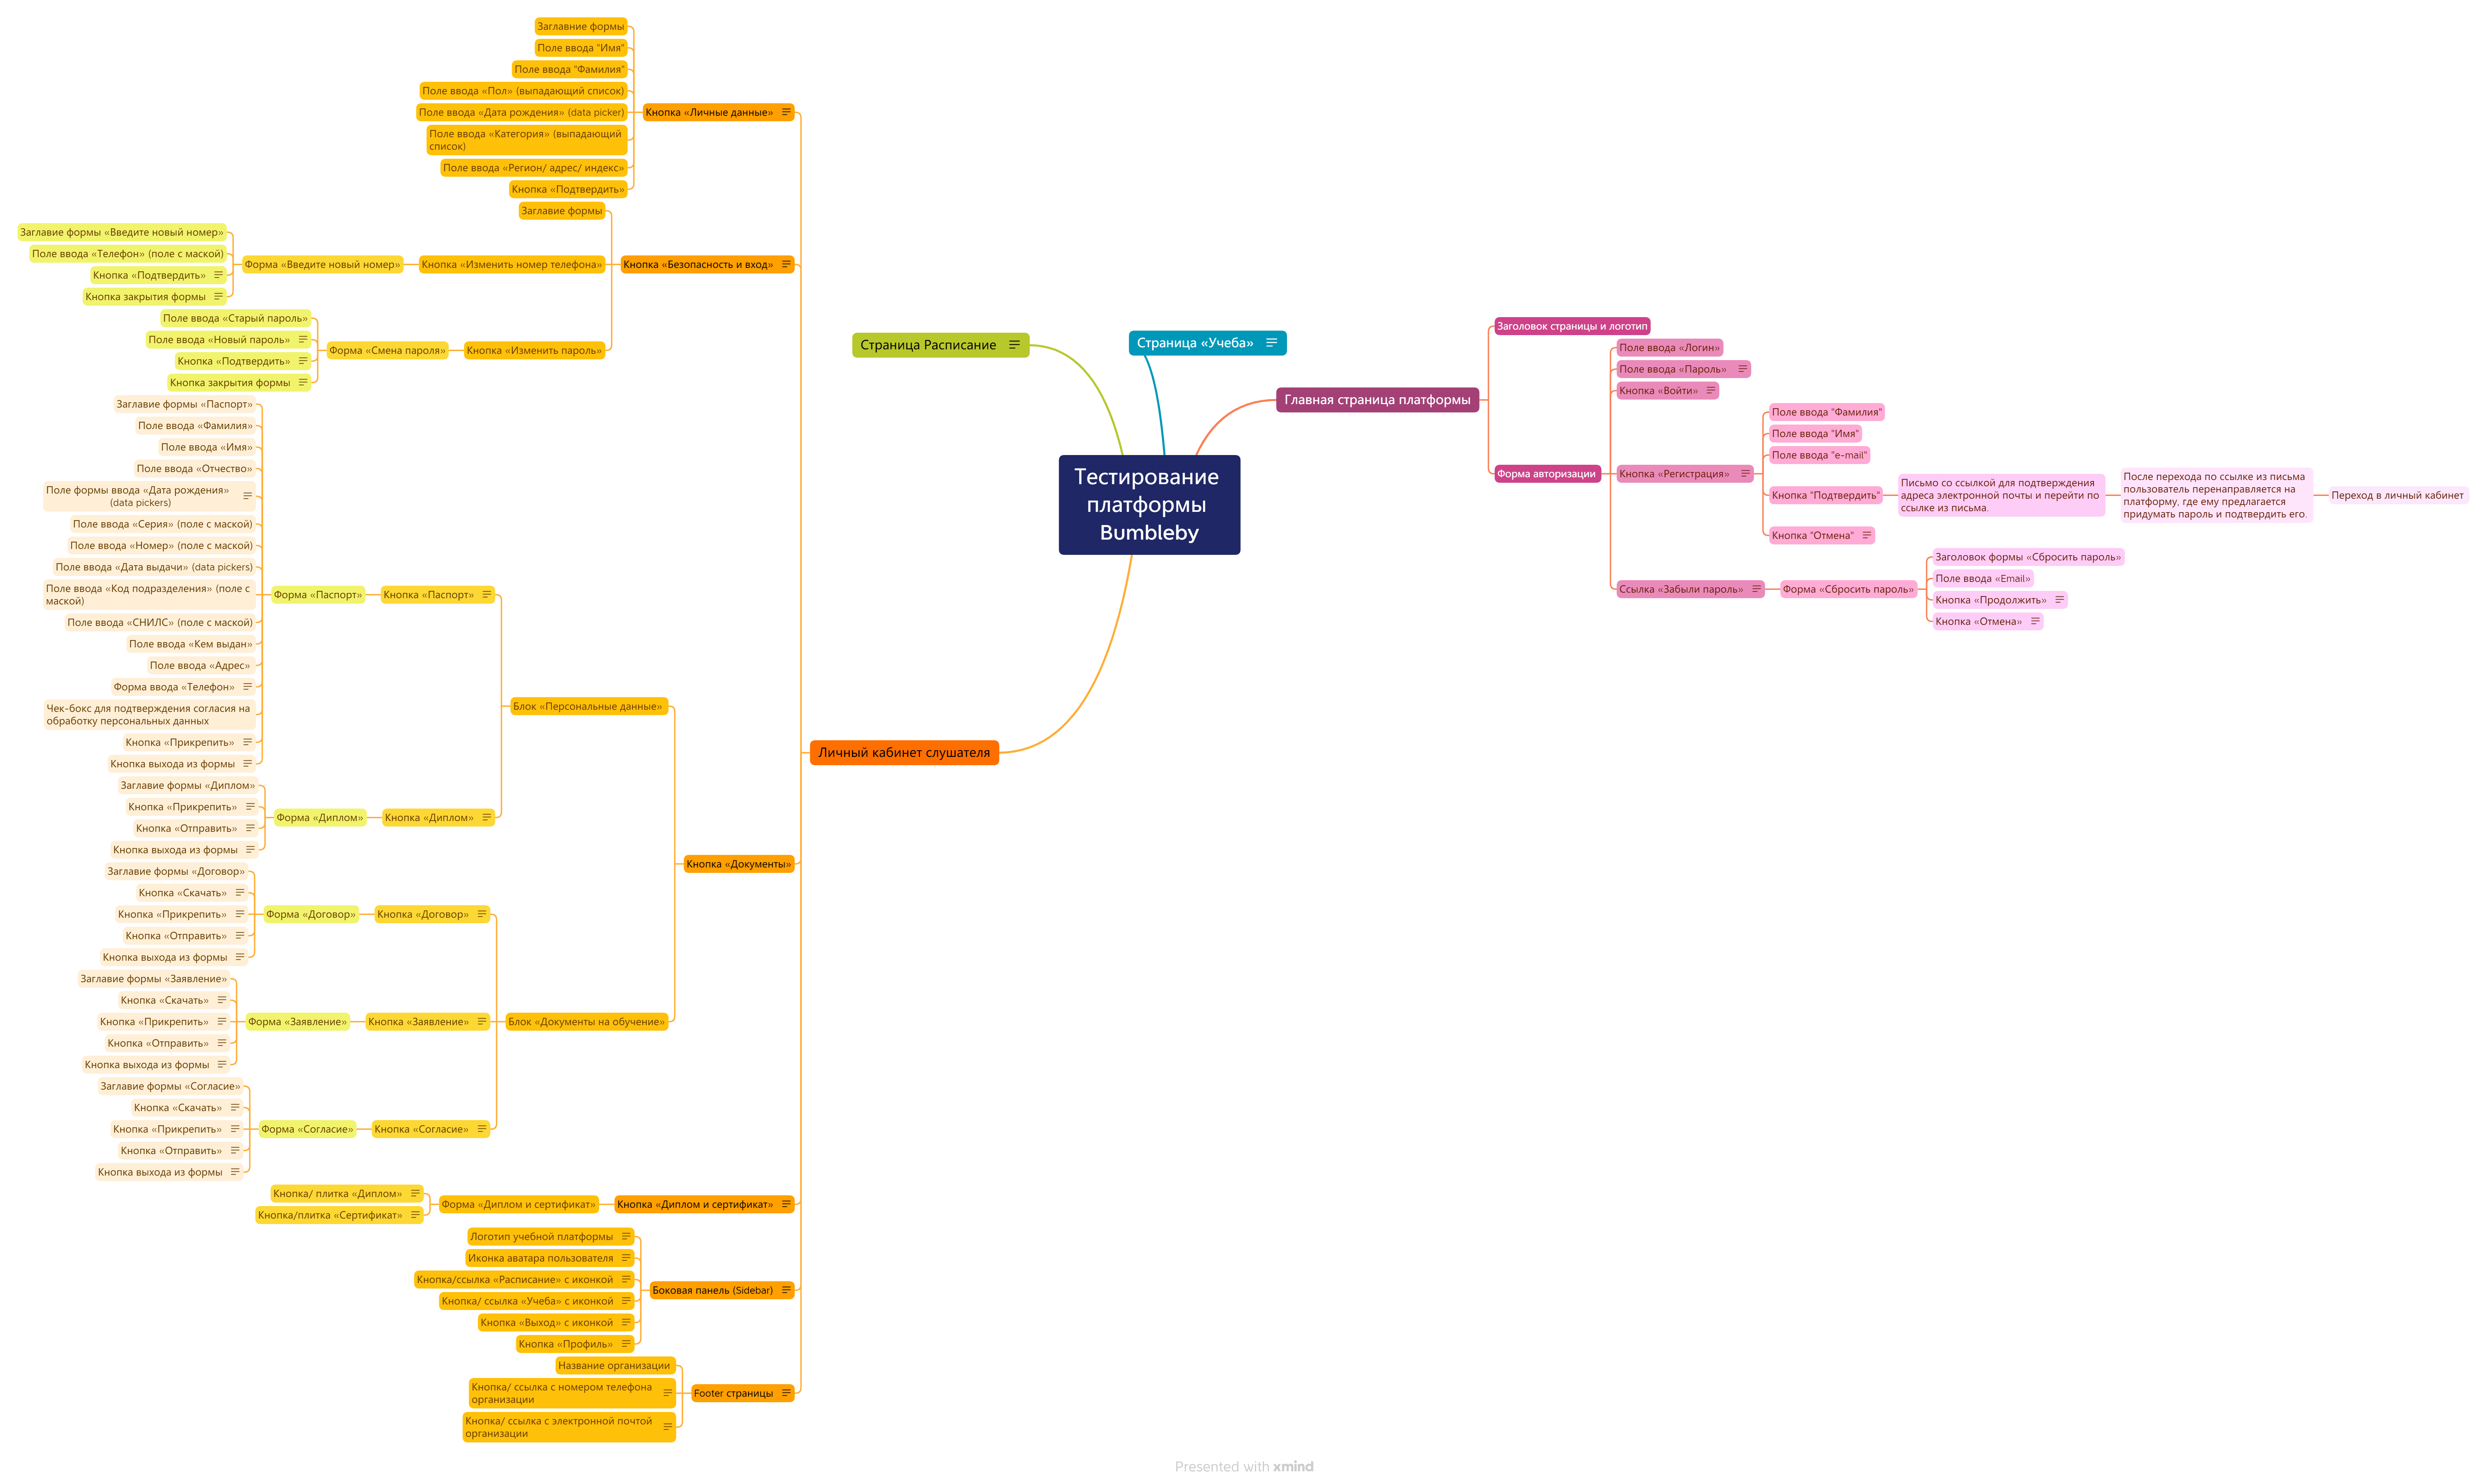 Тестирование
платформы
Bumbleby
Главная страница платформы
Заголовок страницы и логотип
Форма авторизации
Поле ввода «Логин»
Поле ввода «Пароль»
Кнопка «Войти»
Кнопка «Регистрация»
Поле ввода "Фамилия"
Поле ввода "Имя"
Поле ввода "e-mail"
Кнопка "Подтвердить"
Письмо со ссылкой для подтверждения
адреса электронной почты и перейти по
ссылке из письма.
После перехода по ссылке из письма
пользователь перенаправляется на
платформу, где ему предлагается
придумать пароль и подтвердить его.
Переход в личный кабинет
Кнопка "Отмена"
Ссылка «Забыли пароль»
Форма «Сбросить пароль»
Заголовок формы «Сбросить пароль»
Поле ввода «Email»
Кнопка «Продолжить»
Кнопка «Отмена»
Страница «Учеба»
Страница Расписание
Личный кабинет слушателя
Кнопка «Личные данные»
Заглавние формы
Поле ввода "Имя"
Поле ввода "Фамилия"
Поле ввода «Пол» (выпадающий список)
Поле ввода «Дата рождения» (data picker)
Поле ввода «Категория» (выпадающий
список)
Поле ввода «Регион/ адрес/ индекс»
Кнопка «Подтвердить»
Кнопка «Безопасность и вход»
Заглавие формы
Кнопка «Изменить номер телефона»
Форма «Введите новый номер»
Заглавие формы «Введите новый номер»
Поле ввода «Телефон» (поле с маской)
Кнопка «Подтвердить»
Кнопка закрытия формы
Кнопка «Изменить пароль»
Форма «Смена пароля»
Поле ввода «Старый пароль»
Поле ввода «Новый пароль»
Кнопка «Подтвердить»
Кнопка закрытия формы
Кнопка «Документы»
Блок «Персональные данные»
Кнопка «Паспорт»
Форма «Паспорт»
Заглавие формы «Паспорт»
Поле ввода «Фамилия»
Поле ввода «Имя»
Поле ввода «Отчество»
Поле формы ввода «Дата рождения»
(data pickers)
Поле ввода «Серия» (поле с маской)
Поле ввода «Номер» (поле с маской)
Поле ввода «Дата выдачи» (data pickers)
Поле ввода «Код подразделения» (поле с
маской)
Поле ввода «СНИЛС» (поле с маской)
Поле ввода «Кем выдан»
Поле ввода «Адрес»
Форма ввода «Телефон»
Чек-бокс для подтверждения согласия на
обработку персональных данных
Кнопка «Прикрепить»
Кнопка выхода из формы
Кнопка «Диплом»
Форма «Диплом»
Заглавие формы «Диплом»
Кнопка «Прикрепить»
Кнопка «Отправить»
Кнопка выхода из формы
Блок «Документы на обучение»
Кнопка «Договор»
Форма «Договор»
Заглавие формы «Договор»
Кнопка «Скачать»
Кнопка «Прикрепить»
Кнопка «Отправить»
Кнопка выхода из формы
Кнопка «Заявление»
Форма «Заявление»
Заглавие формы «Заявление»
Кнопка «Скачать»
Кнопка «Прикрепить»
Кнопка «Отправить»
Кнопка выхода из формы
Кнопка «Согласие»
Форма «Согласие»
Заглавие формы «Согласие»
Кнопка «Скачать»
Кнопка «Прикрепить»
Кнопка «Отправить»
Кнопка выхода из формы
Кнопка «Диплом и сертификат»
Форма «Диплом и сертификат»
Кнопка/ плитка «Диплом»
Кнопка/плитка «Сертификат»
Боковая панель (Sidebar)
Логотип учебной платформы
Иконка аватара пользователя
Кнопка/ссылка «Расписание» с иконкой
Кнопка/ ссылка «Учеба» с иконкой
Кнопка «Выход» с иконкой
Кнопка «Профиль»
Footer страницы
Название организации
Кнопка/ ссылка с номером телефона
организации
Кнопка/ ссылка с электронной почтой
организации
Presented with xmind